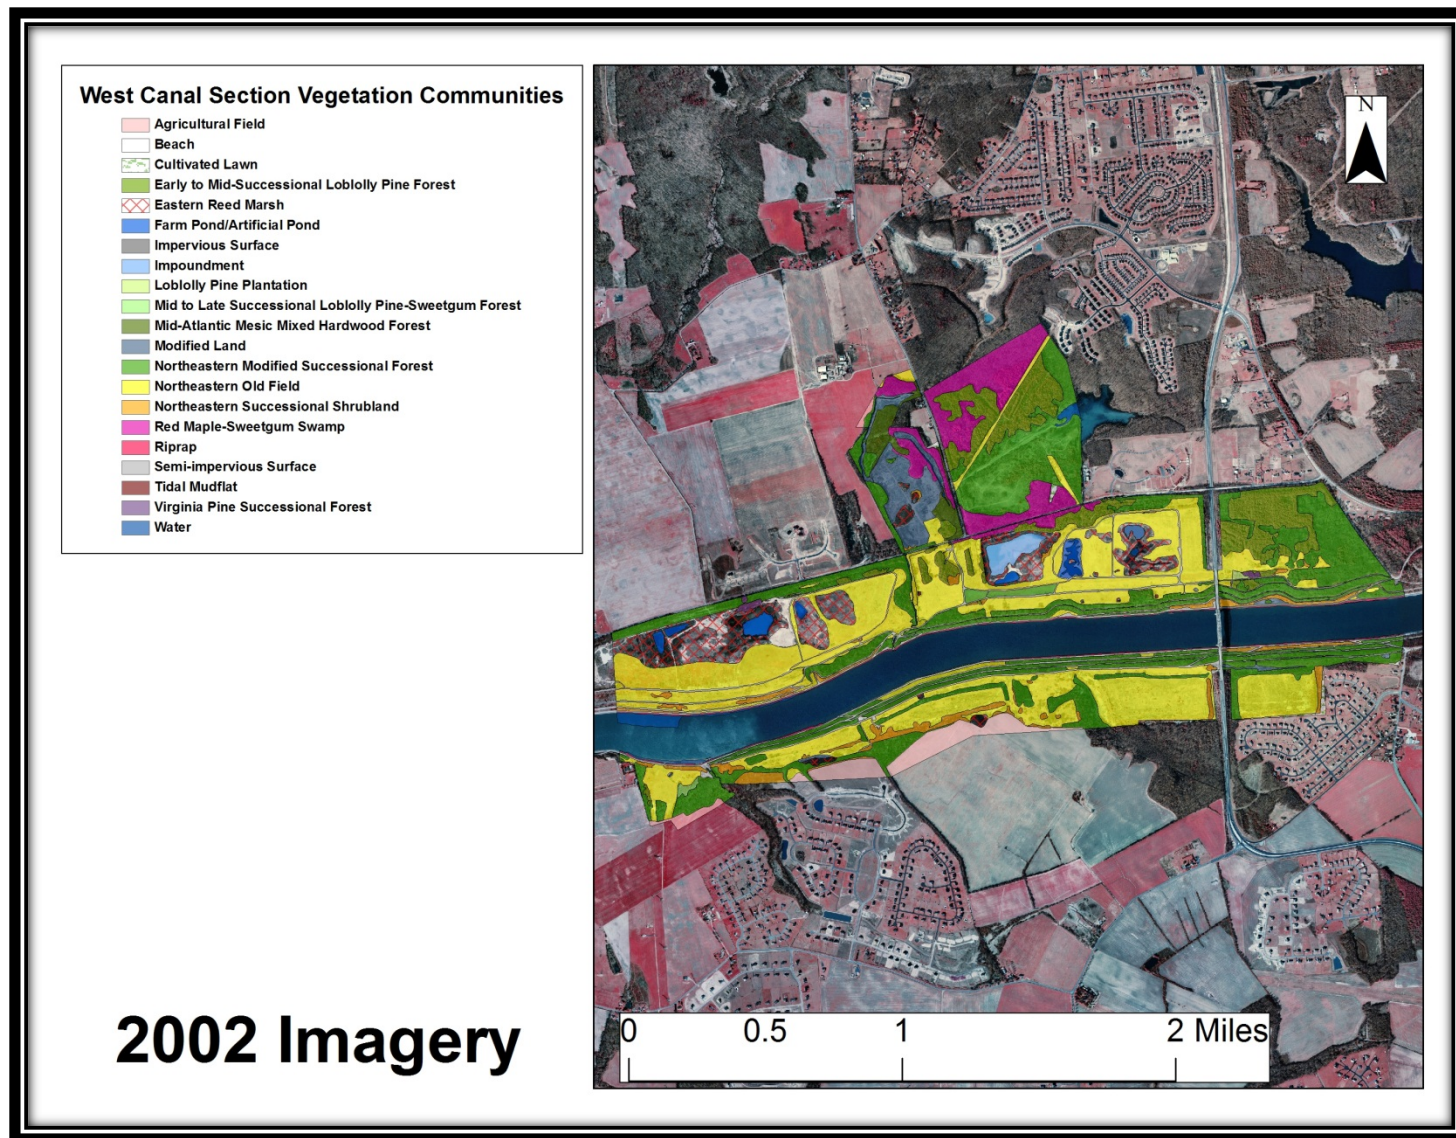 West Canal Section Vegetation Communities
Agricultural Field
Beach
Cultivated Lawn
Early to Mid-Successional Loblolly Pine Forest
Eastern Reed Marsh
Farm Pond/Artificial Pond
Impervious Surface
Impoundment
Loblolly Pine Plantation
Mid to Late Successional Loblolly Pine-Sweetgum Forest
Mid-Atlantic Mesic Mixed Hardwood Forest
Modified Land
Northeastern Modified Successional Forest
Northeastern Old Field
Northeastern Successional Shrubland
Red Maple-Sweetgum Swamp
Riprap
Semi-impervious Surface
Tidal Mudflat
Virginia Pine Successional Forest
Water
N
2002 Imagery
0 0.5 1 2 Miles